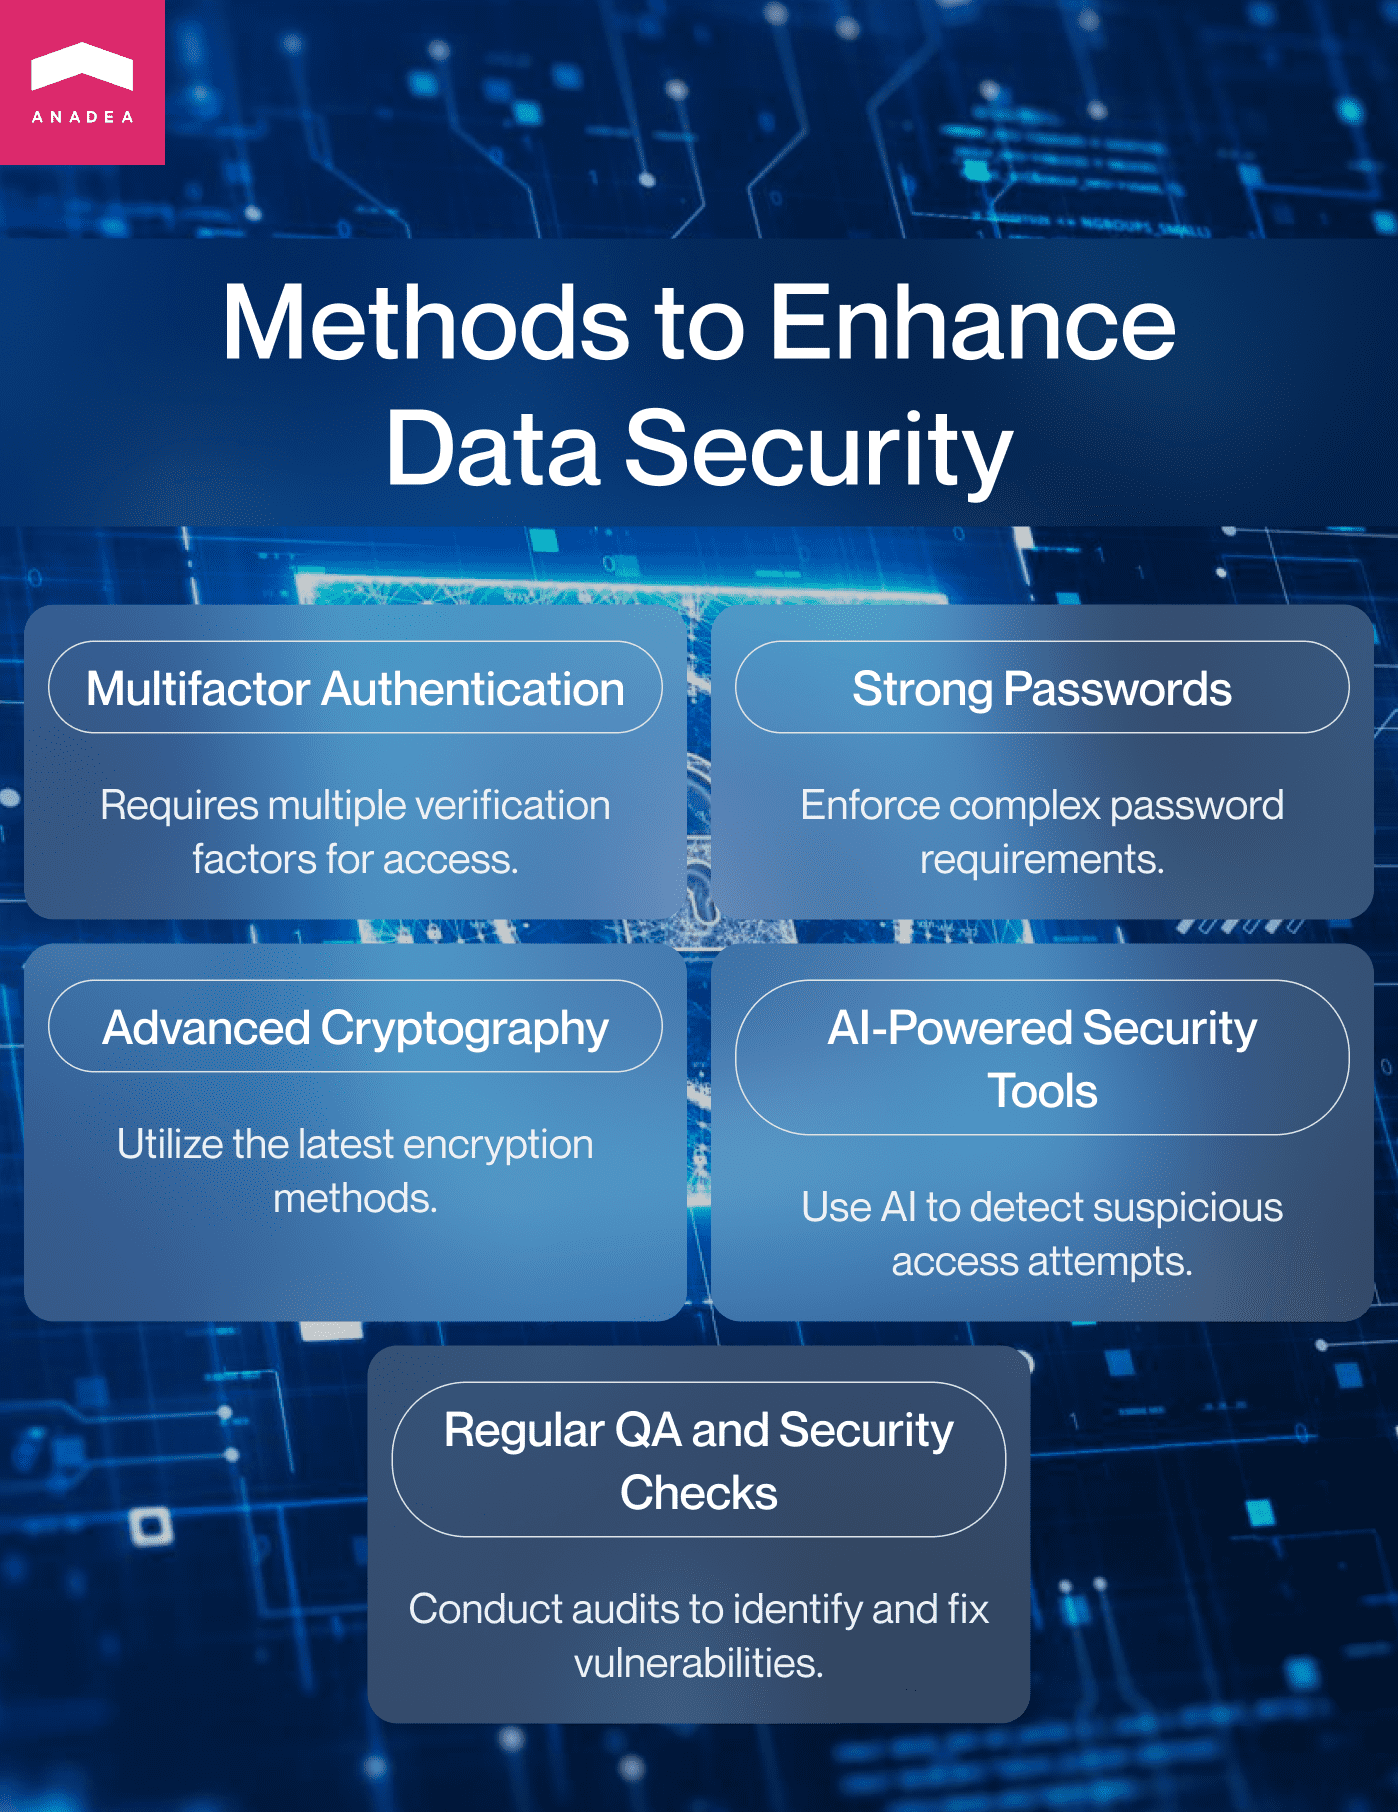 ANADEA
Methods to Enhance
Data Security
Multifactor Authentication
Requires multiple verification
factors for access.
Strong Passwords
Enforce complex password
requirements.
Advanced Cryptography
Utilize the latest encryption
methods.
AI-Powered Security
Tools
Use AI to detect suspicious
access attempts.
Regular QA and Security
Checks
Conduct audits to identify and fix
vulnerabilities.